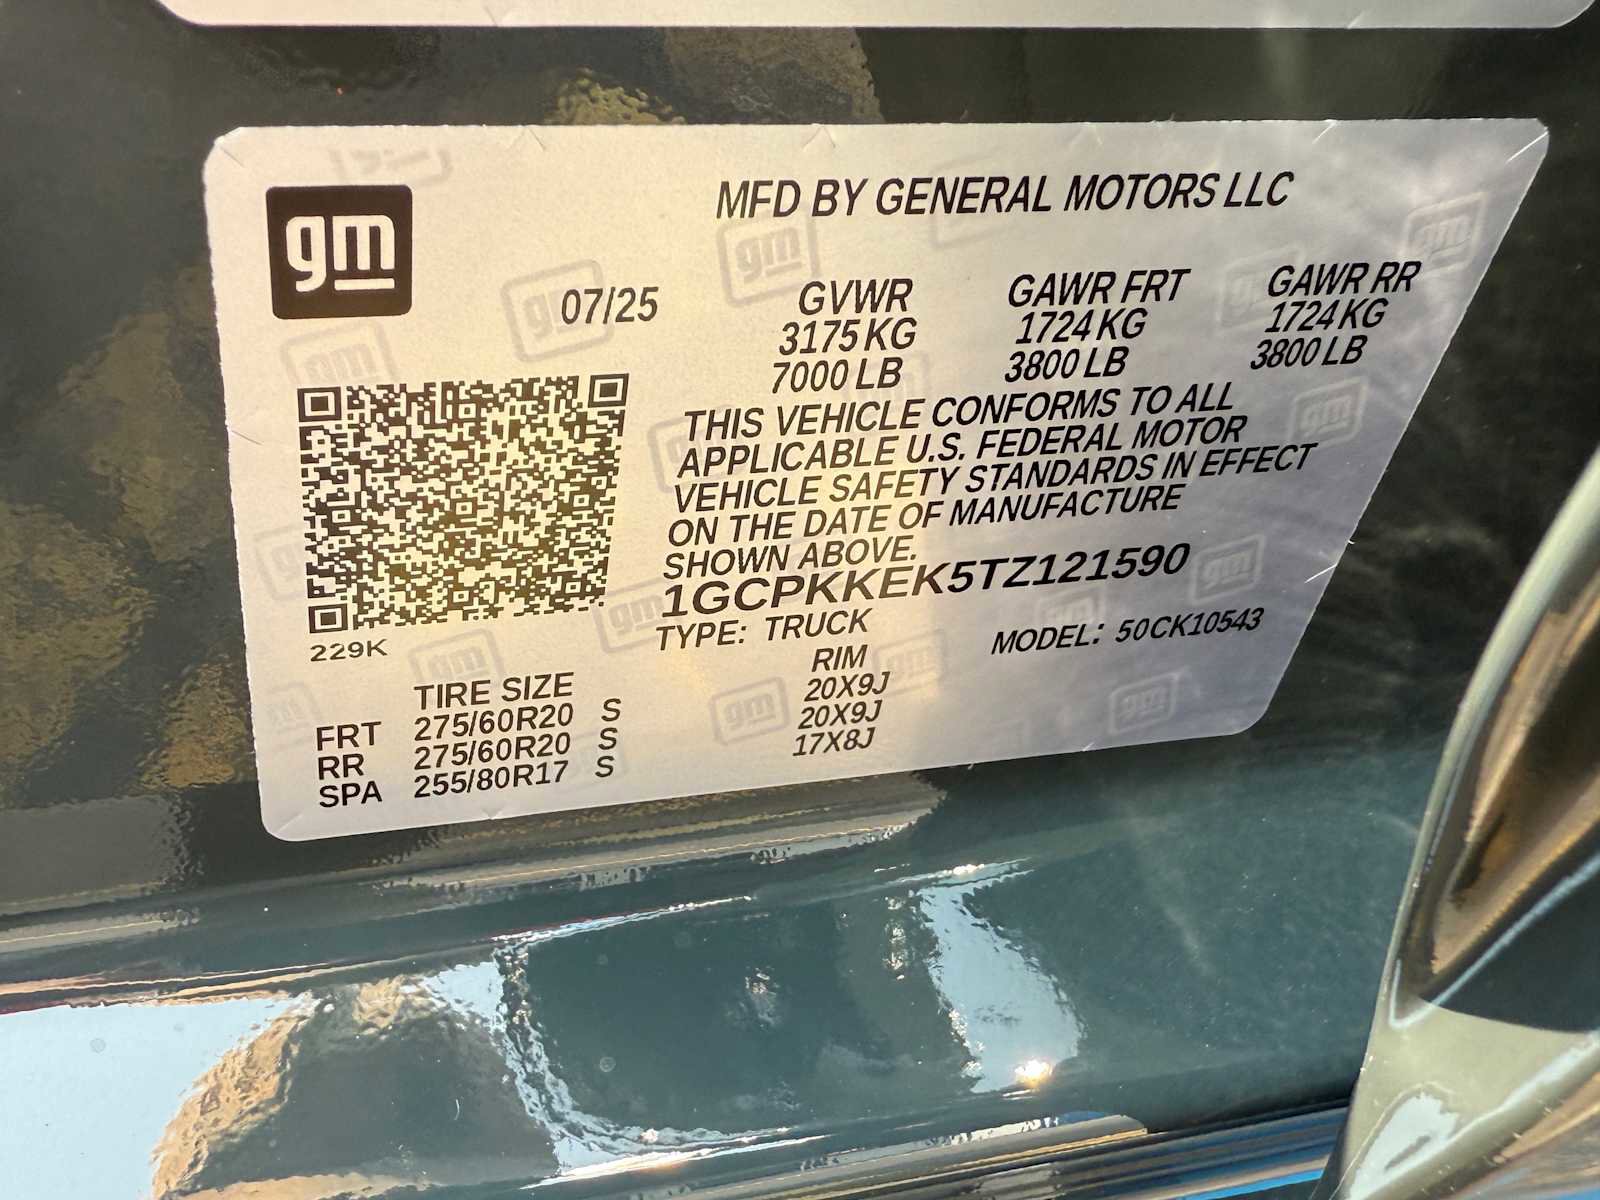 gm
MFD BY GENERAL MOTORS LLC
07/25
GVWR GAWR FRT GAWR RR
3175 KG 1724 KG 1724 KG
7000 LB 3800 LB 3800 LB
THIS VEHICLE CONFORMS TO ALL
APPLICABLE U.S. FEDERAL MOTOR
VEHICLE SAFETY STANDARDS IN EFFECT
ON THE DATE OF MANUFACTURE
SHOWN ABOVE.
1GCPKKEK5TZ121590
TYPE: TRUCK MODEL: 50CK10543
229K
TIRE SIZE RIM
FRT 275/60R20 S 20X9J
RR 275/60R20 S 20X9J
SPA 255/80R17 S 17X8J